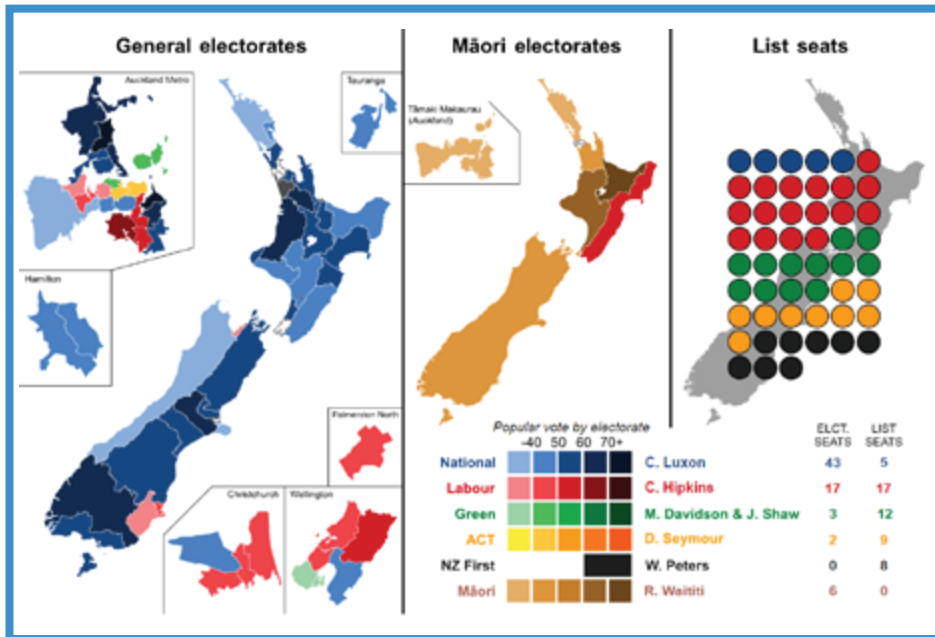 General electorates
Māori electorates
List seats
Auckland Metro
Tauranga
Tāmaki Makaurau
(Auckland)
Hamilton
Palmerston North
Christchurch
Wellington
Popular vote by electorate
-40 50 60 70+
ELCT. SEATS
LIST SEATS
National C. Luxon 43 5
Labour C. Hipkins 17 17
Green M. Davidson & J. Shaw 3 12
ACT D. Seymour 2 9
NZ First W. Peters 0 8
Māori R. Waititi 6 0